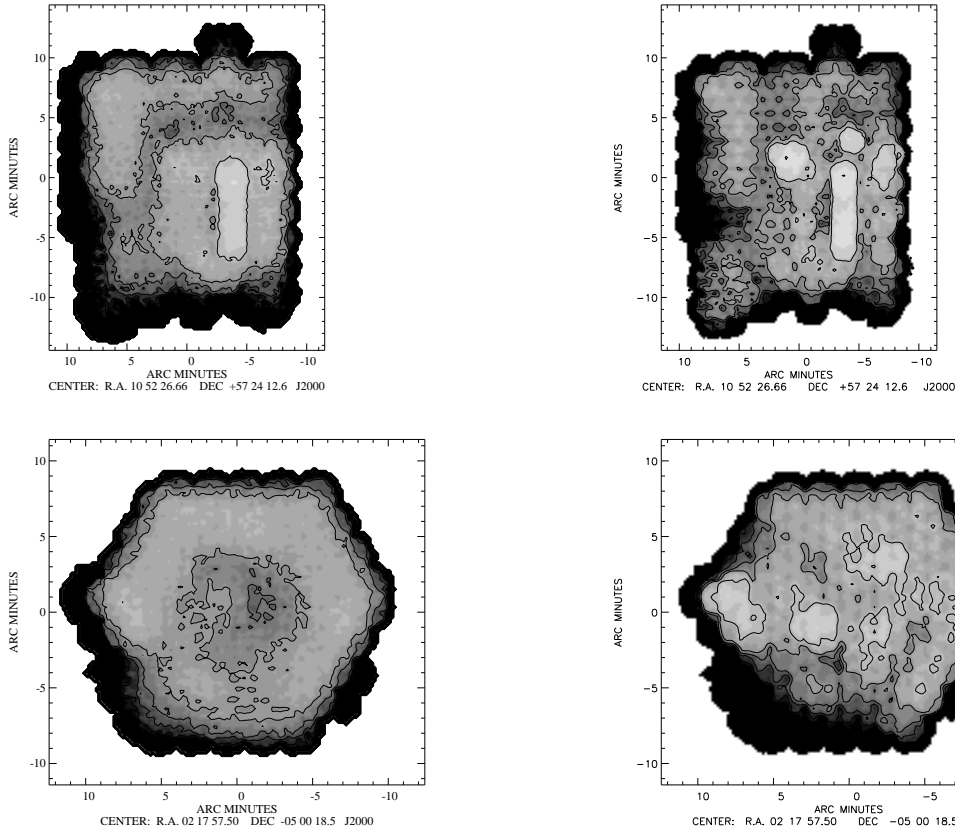 10
5
0
-5
-10
ARC MINUTES
10 5 0 -5 -10
ARC MINUTES
CENTER: R.A. 10 52 26.66 DEC +57 24 12.6 J2000
10
5
0
-5
-10
ARC MINUTES
10 5 0 -5 -10
ARC MINUTES
CENTER: R.A. 10 52 26.66 DEC +57 24 12.6 J2000
10
5
0
-5
-10
ARC MINUTES
10 5 0 -5 -10
ARC MINUTES
CENTER: R.A. 02 17 57.50 DEC -05 00 18.5 J2000
10
5
0
-5
-10
ARC MINUTES
10 5 0 -5
ARC MINUTES
CENTER: R.A. 02 17 57.50 DEC -05 00 18.5